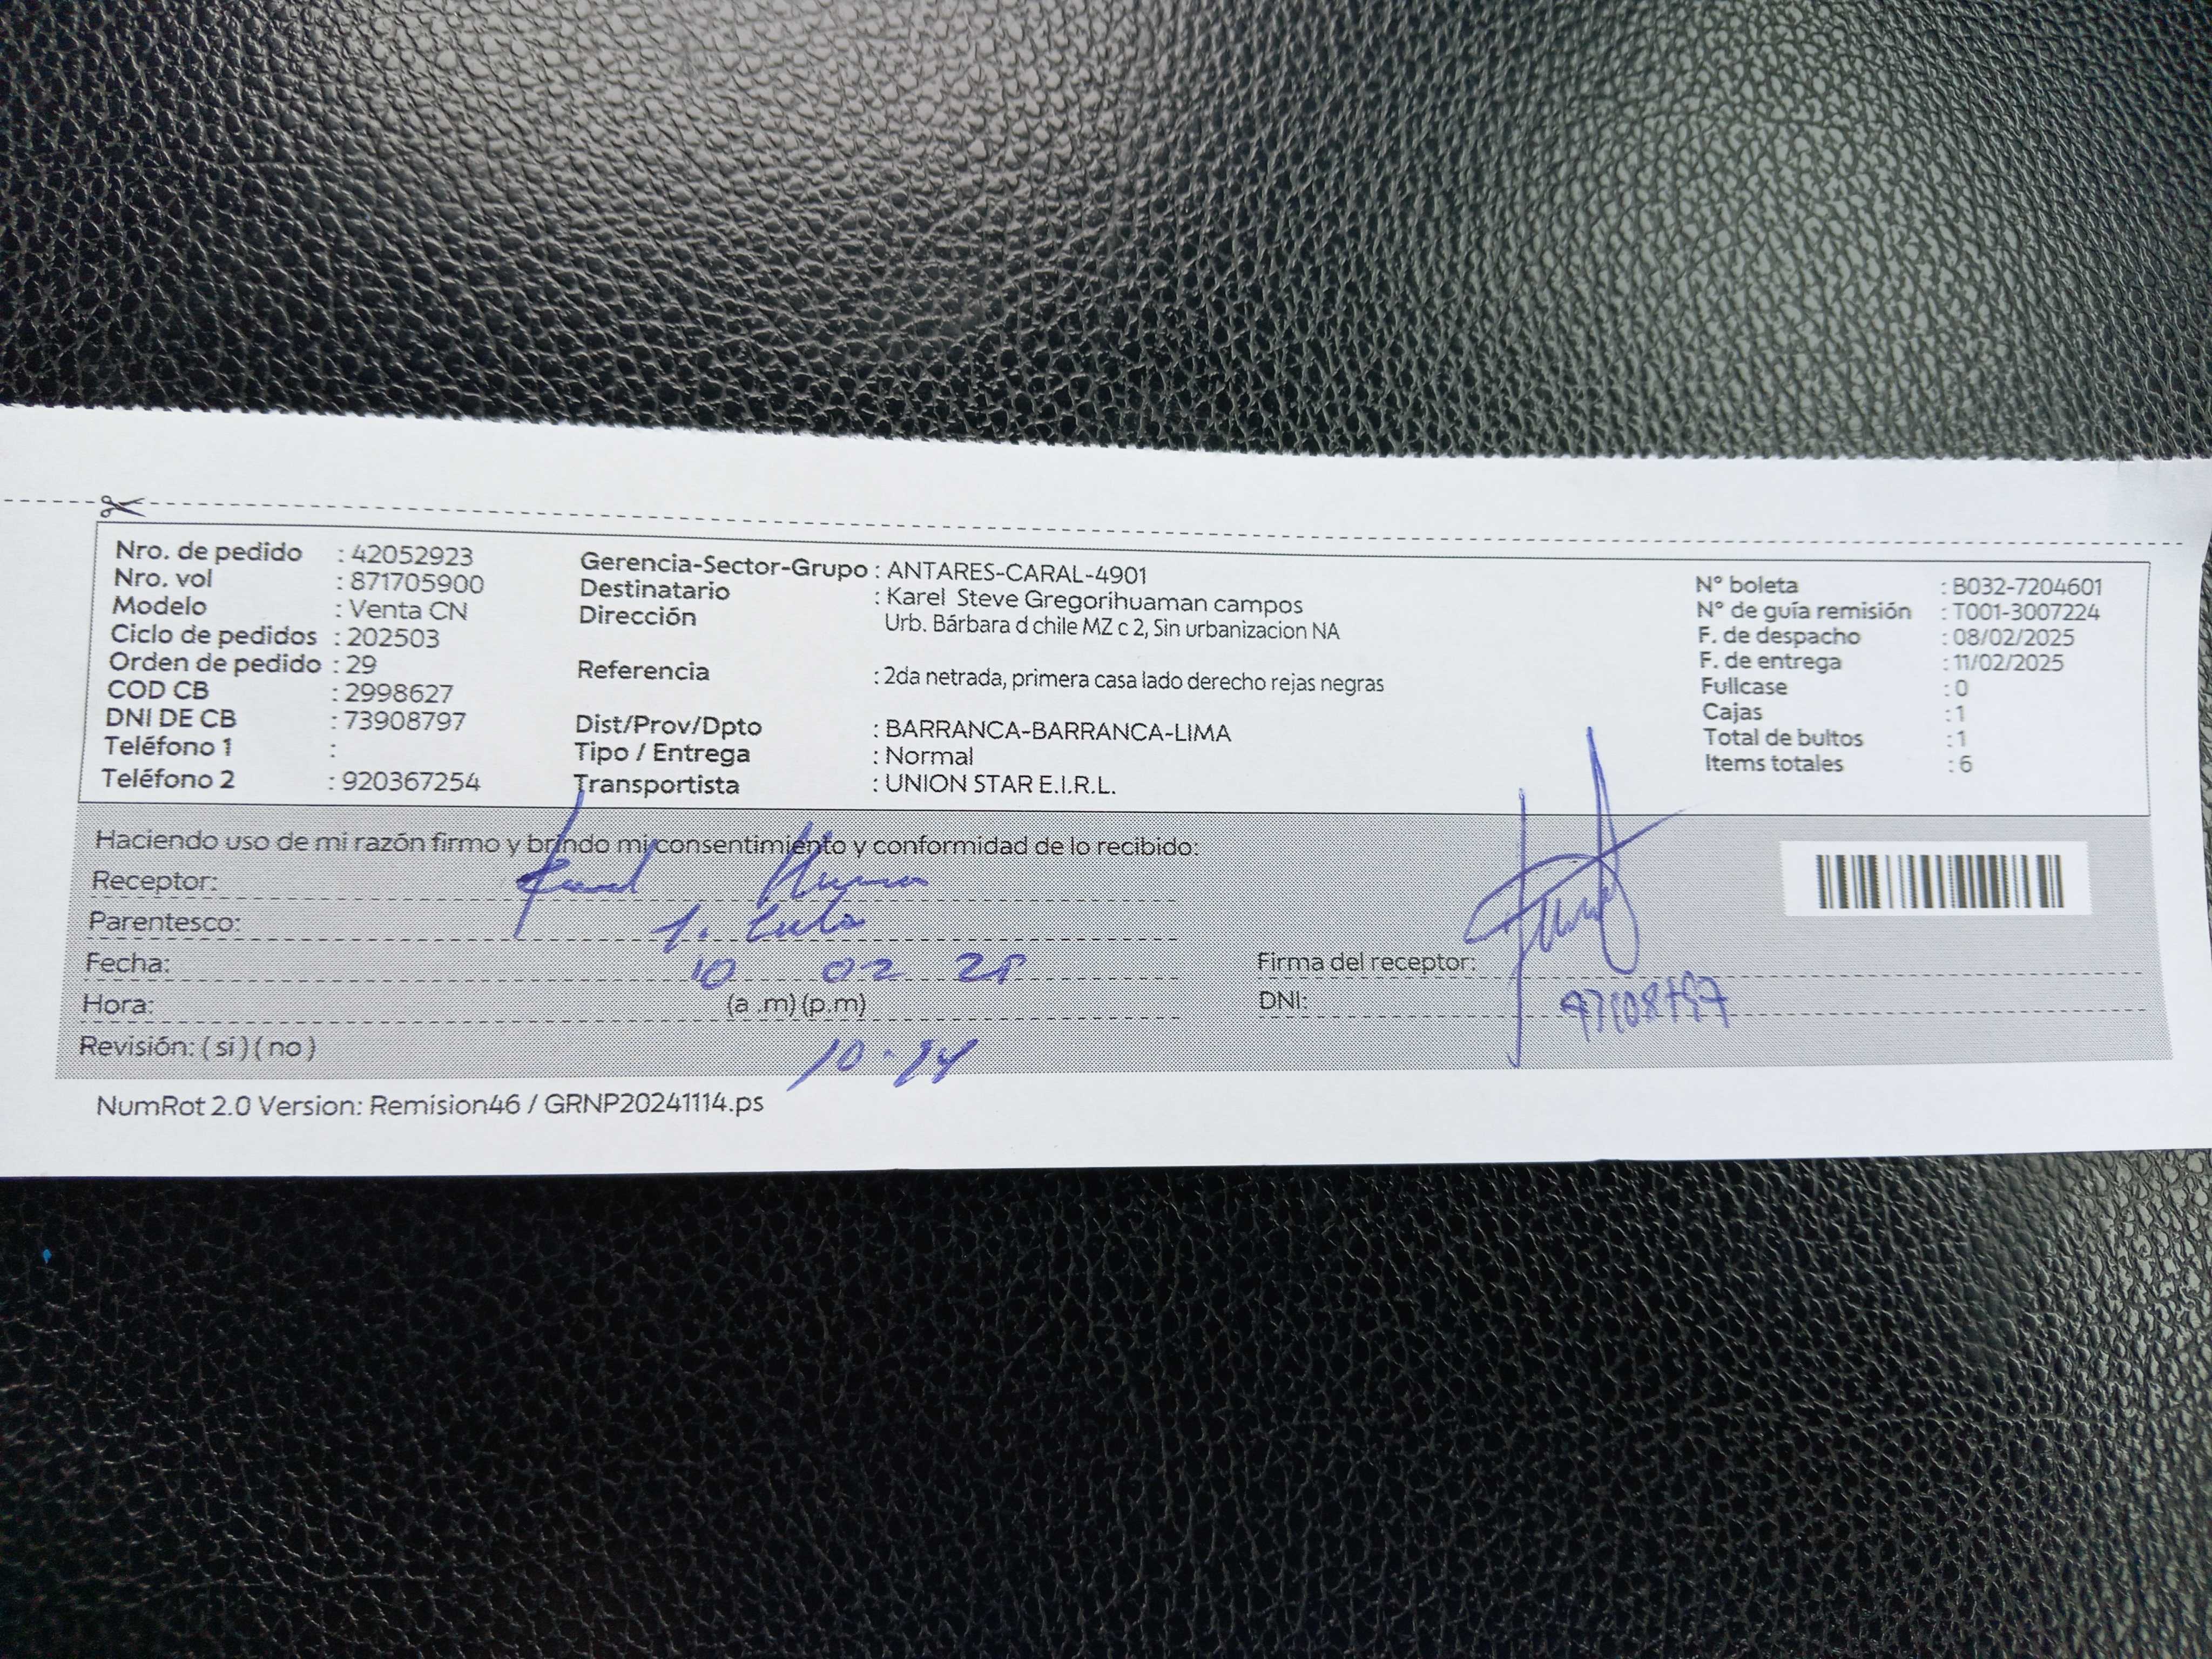 Nro. de pedido : 42052923
Nro. vol : 871705900
Modelo : Venta CN
Ciclo de pedidos : 202503
Orden de pedido : 29
COD CB : 2998627
DNI DE CB : 73908797
Teléfono 1 :
Teléfono 2 : 920367254
Gerencia-Sector-Grupo : ANTARES-CARAL-4901
Destinatario : Karel Steve Gregorihuaman campos
Dirección Urb. Bárbara d chile MZ c 2, Sin urbanizacion NA
Referencia : 2da netrada, primera casa lado derecho rejas negras
Dist/Prov/Dpto : BARRANCA-BARRANCA-LIMA
Tipo / Entrega : Normal
Transportista : UNION STAR E.I.R.L.
N° boleta : B032-7204601
N° de guía remisión : T001-3007224
F. de despacho : 08/02/2025
F. de entrega : 11/02/2025
Fullcase : 0
Cajas : 1
Total de bultos : 1
Items totales : 6
Haciendo uso de mi razón firmo y brindo mi consentimiento y conformidad de lo recibido:
Receptor:
Parentesco:
Fecha: 10 02 25
Hora: (a .m) (p.m)
Revisión: ( si ) ( no )
Firma del receptor:
DNI:
NumRot 2.0 Version: Remision46 / GRNP20241114.ps